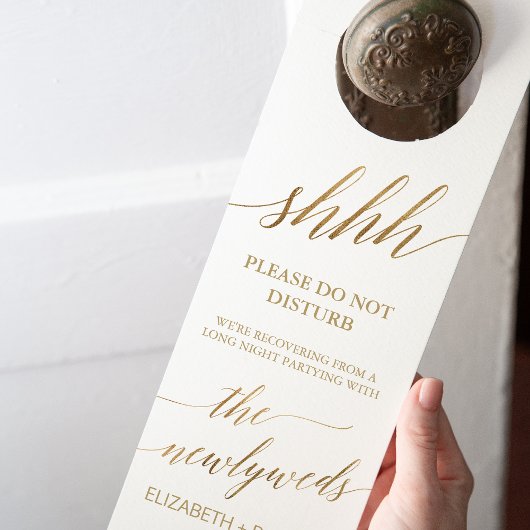 shhh
PLEASE DO NOT
DISTURB
WE'RE RECOVERING FROM A
LONG NIGHT PARTYING WITH
the
newlyweds
ELIZABETH +